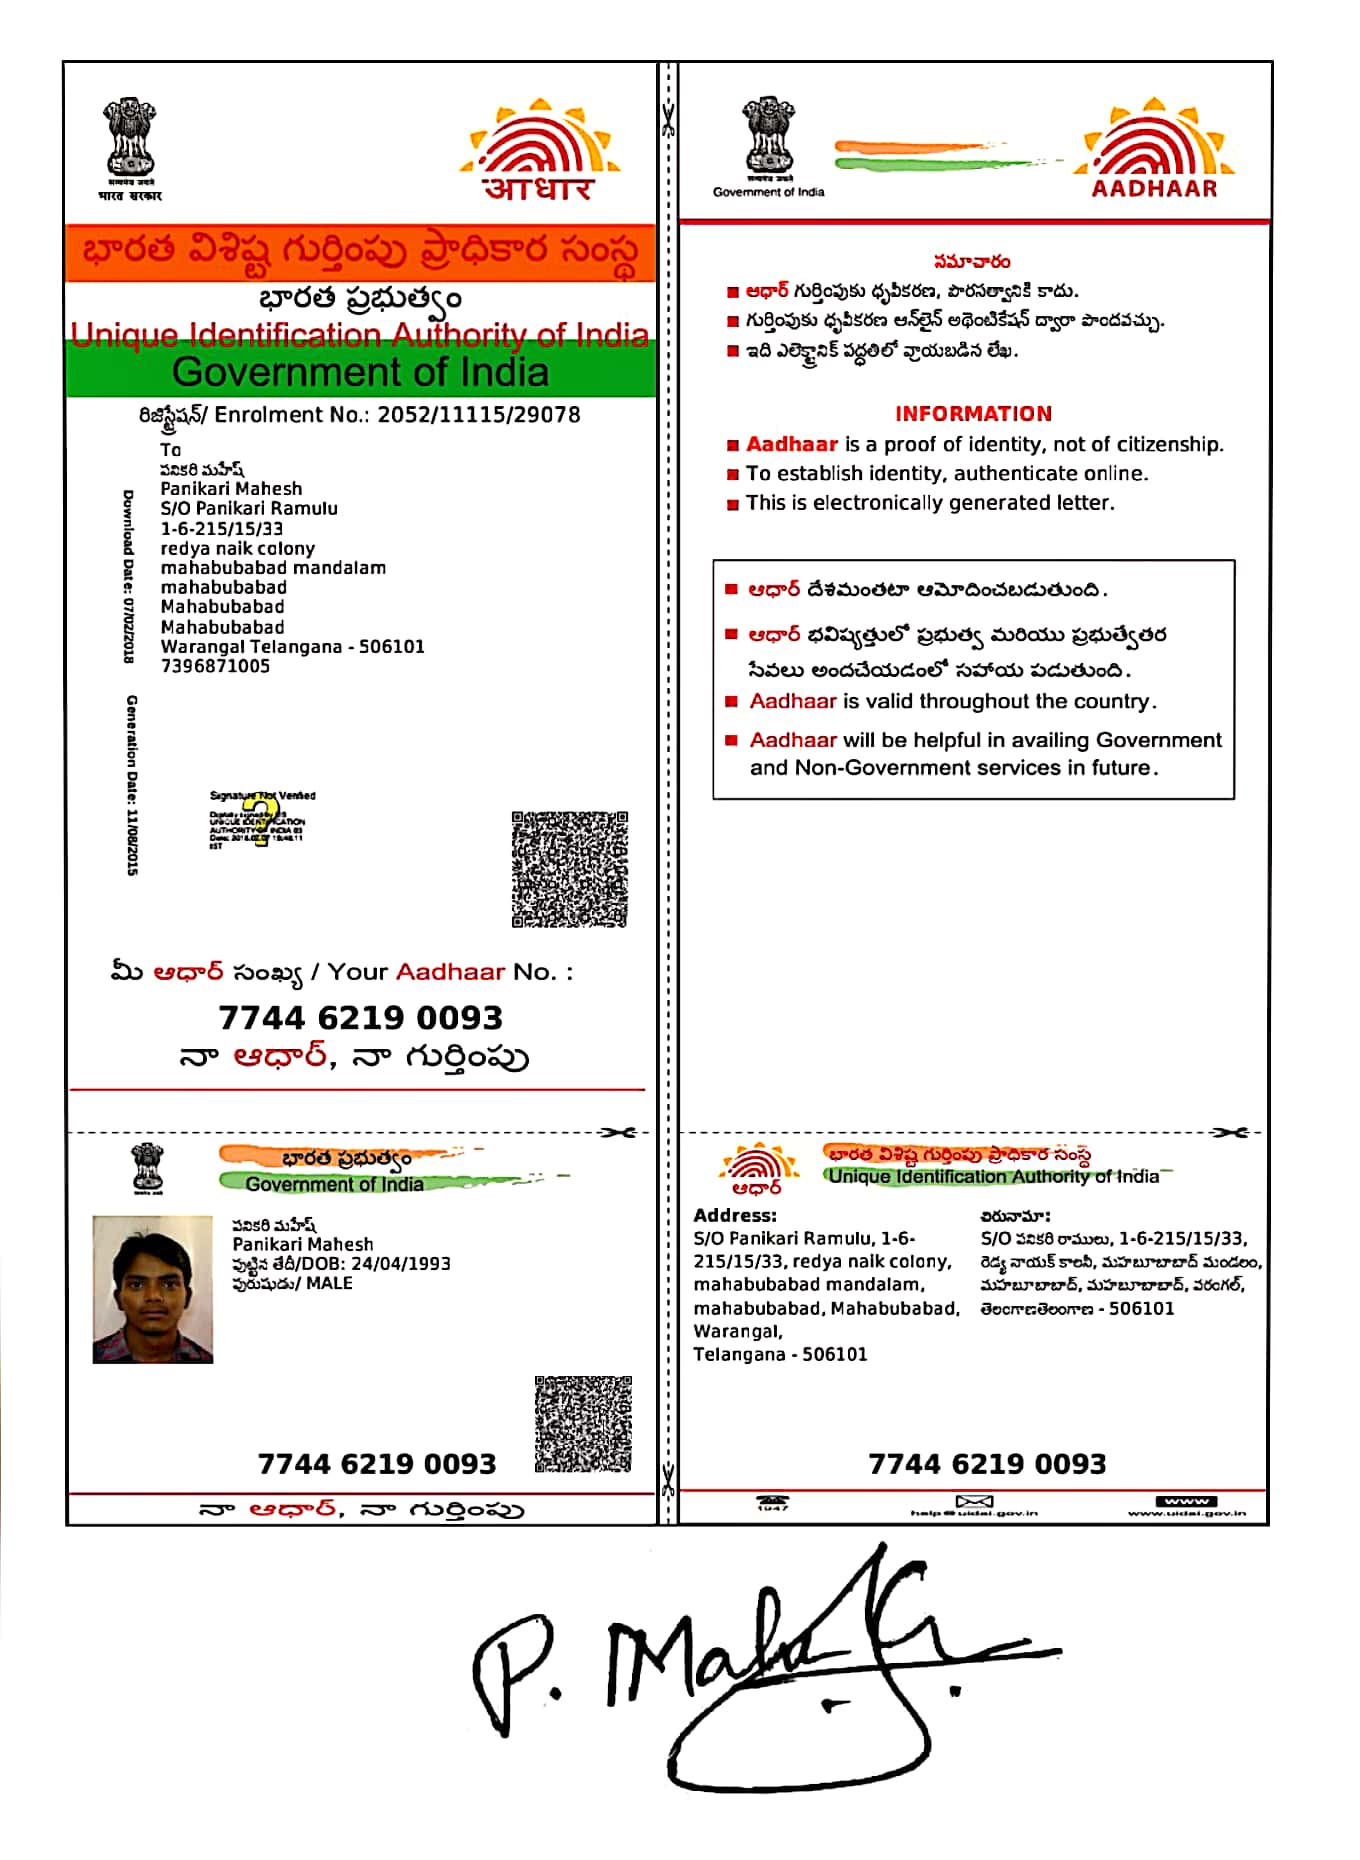 सत्यमेव जयते
भारत सरकार
आधार
భారత విశిష్ట గుర్తింపు ప్రాధికార సంస్థ
భారత ప్రభుత్వం
Unique Identification Authority of India
Government of India
రిజిస్ట్రేషన్/ Enrolment No.: 2052/11115/29078
To
పనికరి మహేష్
Panikari Mahesh
S/O Panikari Ramulu
1-6-215/15/33
redya naik colony
mahabubabad mandalam
mahabubabad
Mahabubabad
Mahabubabad
Warangal Telangana - 506101
7396871005
Download Date: 07/02/2018
Generation Date: 11/08/2015
Signature Not Verified
Digitally signed by DS
UNIQUE IDENTIFICATION
AUTHORITY OF INDIA 03
Date: 2018.02.07 19:48:11
IST
మీ ఆధార్ సంఖ్య / Your Aadhaar No. :
7744 6219 0093
నా ఆధార్, నా గుర్తింపు
భారత ప్రభుత్వం
Government of India
పనికరి మహేష్
Panikari Mahesh
పుట్టిన తేదీ/DOB: 24/04/1993
పురుషుడు/ MALE
7744 6219 0093
నా ఆధార్, నా గుర్తింపు
सत्यमेव जयते
Government of India
AADHAAR
సమాచారం
ఆధార్ గుర్తింపుకు ధృవీకరణ, పౌరసత్వానికి కాదు.
గుర్తింపుకు ధృవీకరణ ఆన్‌లైన్ అథెంటికేషన్ ద్వారా పొందవచ్చు.
ఇది ఎలెక్ట్రానిక్ పద్ధతిలో వ్రాయబడిన లేఖ.
INFORMATION
Aadhaar is a proof of identity, not of citizenship.
To establish identity, authenticate online.
This is electronically generated letter.
ఆధార్ దేశమంతటా ఆమోదించబడుతుంది.
ఆధార్ భవిష్యత్తులో ప్రభుత్వ మరియు ప్రభుత్వేతర
సేవలు అందచేయడంలో సహాయ పడుతుంది.
Aadhaar is valid throughout the country.
Aadhaar will be helpful in availing Government
and Non-Government services in future.
ఆధార్
భారత విశిష్ట గుర్తింపు ప్రాధికార సంస్థ
Unique Identification Authority of India
Address:
S/O Panikari Ramulu, 1-6-
215/15/33, redya naik colony,
mahabubabad mandalam,
mahabubabad, Mahabubabad,
Warangal,
Telangana - 506101
చిరునామా:
S/O పనికరి రాములు, 1-6-215/15/33,
రెడ్య నాయక్ కాలనీ, మహబూబాబాద్ మండలం,
మహబూబాబాద్, మహబూబాబాద్, వరంగల్,
తెలంగాణతెలంగాణ - 506101
7744 6219 0093
1947
help@uidai.gov.in
www
www.uidai.gov.in
P. Mahesh